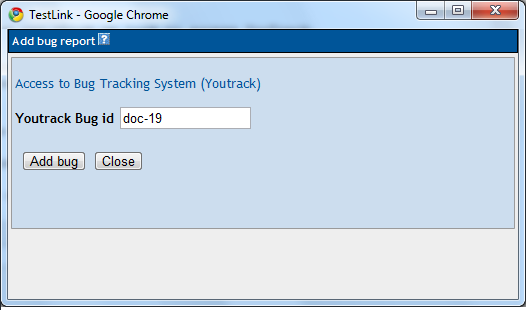 TestLink - Google Chrome
Add bug report ?
Access to Bug Tracking System (Youtrack)
Youtrack Bug id doc-19
Add bug Close